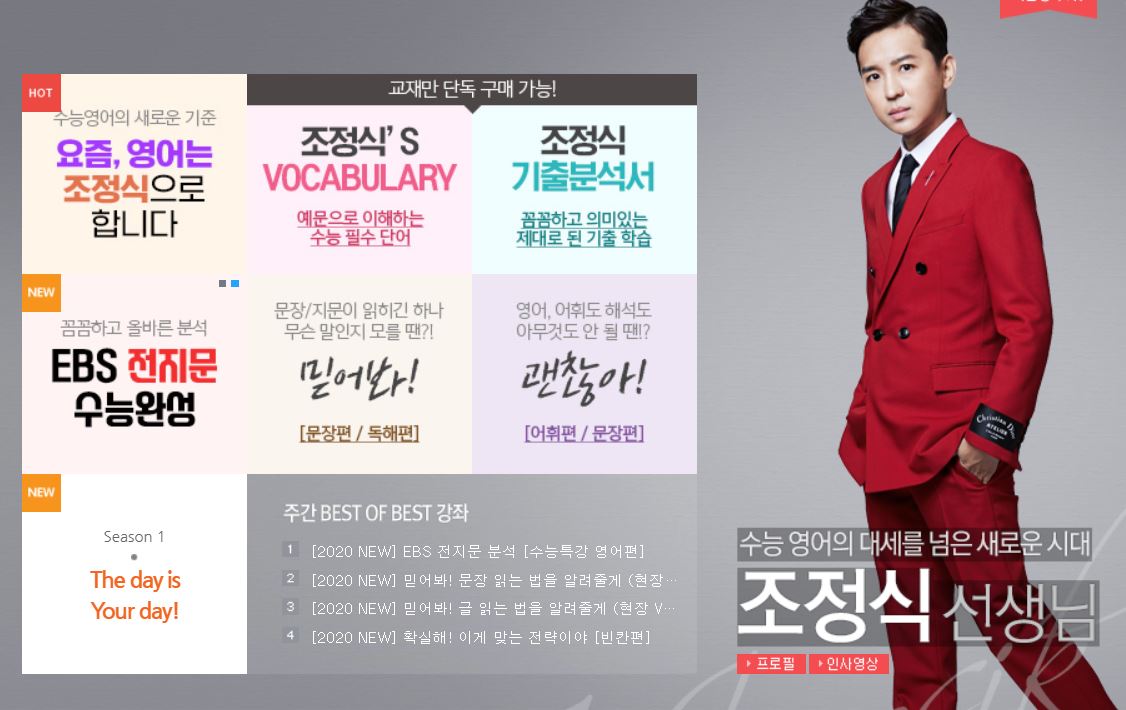 HOT
수능영어의 새로운 기준
요즘, 영어는
조정식으로
합니다
교재만 단독 구매 가능!
조정식’S
VOCABULARY
예문으로 이해하는
수능 필수 단어
조정식
기출분석서
꼼꼼하고 의미있는
제대로 된 기출 학습
NEW
꼼꼼하고 올바른 분석
EBS 전지문
수능완성
문장/지문이 읽히긴 하나
무슨 말인지 모를 땐?!
믿어봐!
[문장편 / 독해편]
영어, 어휘도 해석도
아무것도 안 될 땐!?
괜찮아!
[어휘편 / 문장편]
NEW
Season 1
The day is
Your day!
주간 BEST OF BEST 강좌
1 [2020 NEW] EBS 전지문 분석 [수능특강 영어편]
2 [2020 NEW] 믿어봐! 문장 읽는 법을 알려줄게 (현장…
3 [2020 NEW] 믿어봐! 글 읽는 법을 알려줄게 (현장 V…
4 [2020 NEW] 확실해! 이게 맞는 전략이야 [빈칸편]
Christian Dior
ATELIER
수능 영어의 대세를 넘은 새로운 시대
조정식 선생님
프로필
인사영상